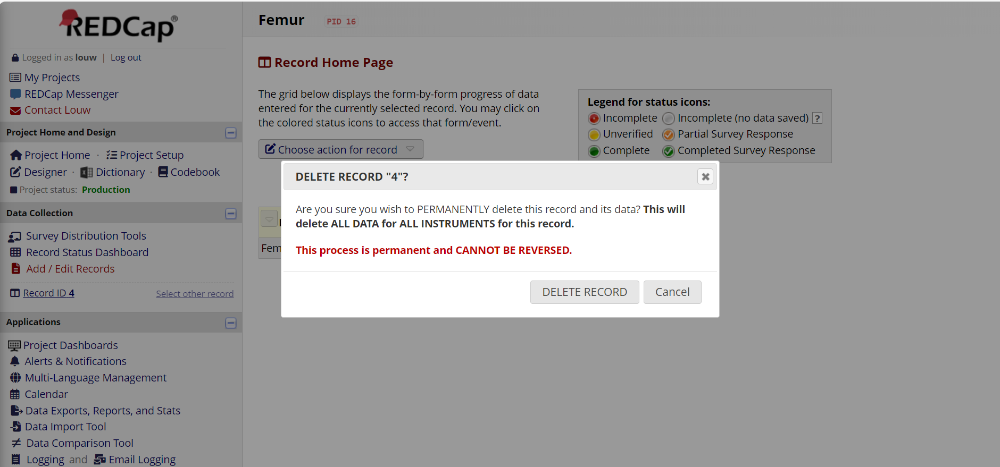 REDCap®
Logged in as louw | Log out
My Projects
REDCap Messenger
Contact Louw
Project Home and Design
Project Home · Project Setup
Designer · Dictionary · Codebook
Project status: Production
Data Collection
Survey Distribution Tools
Record Status Dashboard
Add / Edit Records
Record ID 4 Select other record
Applications
Project Dashboards
Alerts & Notifications
Multi-Language Management
Calendar
Data Exports, Reports, and Stats
Data Import Tool
Data Comparison Tool
Logging and Email Logging
Femur PID 16
Record Home Page
The grid below displays the form-by-form progress of data
entered for the currently selected record. You may click on
the colored status icons to access that form/event.
Choose action for record
Legend for status icons:
Incomplete Incomplete (no data saved) ?
Unverified Partial Survey Response
Complete Completed Survey Response
Fem
DELETE RECORD "4"?
Are you sure you wish to PERMANENTLY delete this record and its data? This will
delete ALL DATA for ALL INSTRUMENTS for this record.
This process is permanent and CANNOT BE REVERSED.
DELETE RECORD Cancel